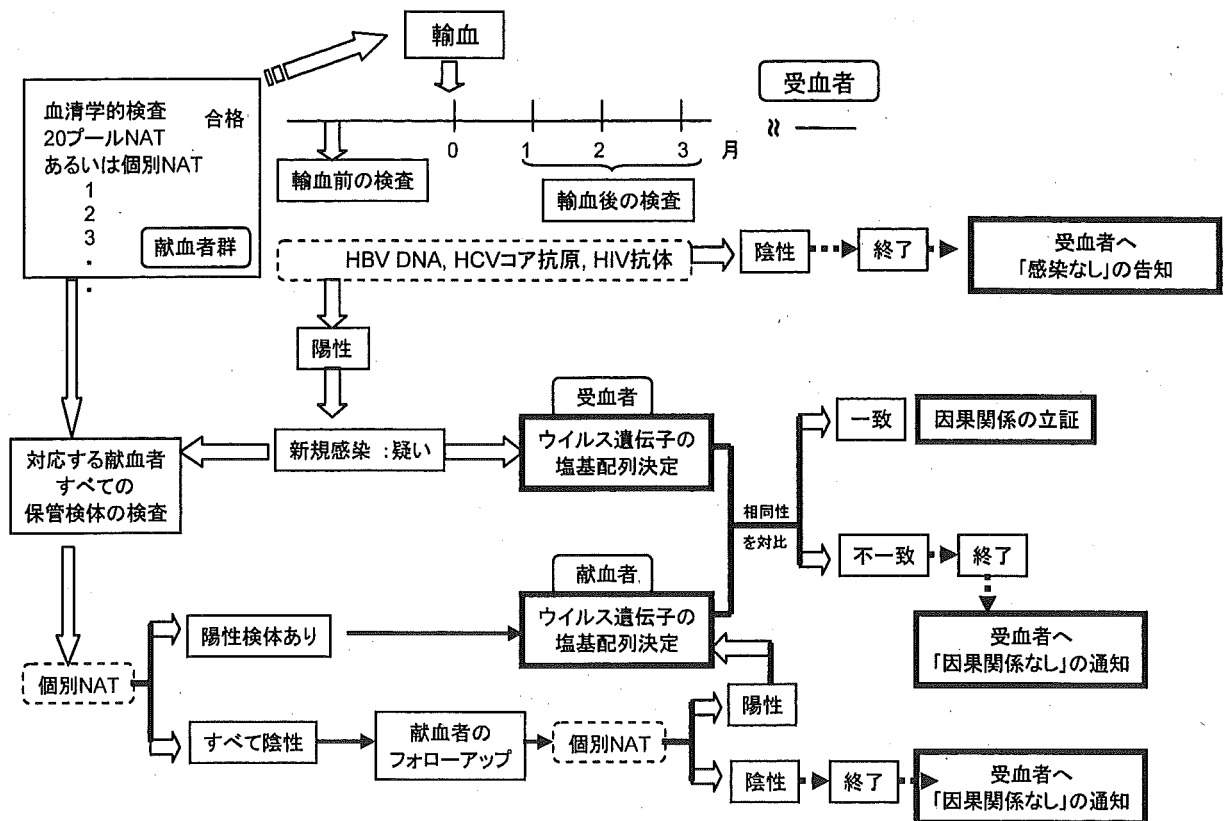 輸血
血清学的検査
合格
20プールNAT
あるいは個別NAT
1
2
3
.
.
献血者群
受血者
≈
0 1 2 3 月
輸血前の検査
輸血後の検査
HBV DNA, HCVコア抗原, HIV抗体
陰性
終了
受血者へ
「感染なし」の告知
陽性
新規感染 :疑い
受血者
ウイルス遺伝子の
塩基配列決定
一致
因果関係の立証
対応する献血者
すべての
保管検体の検査
相同性
を対比
不一致
終了
献血者
ウイルス遺伝子の
塩基配列決定
受血者へ
「因果関係なし」の通知
個別NAT
陽性検体あり
陽性
すべて陰性
献血者の
フォローアップ
個別NAT
陰性
終了
受血者へ
「因果関係なし」の通知